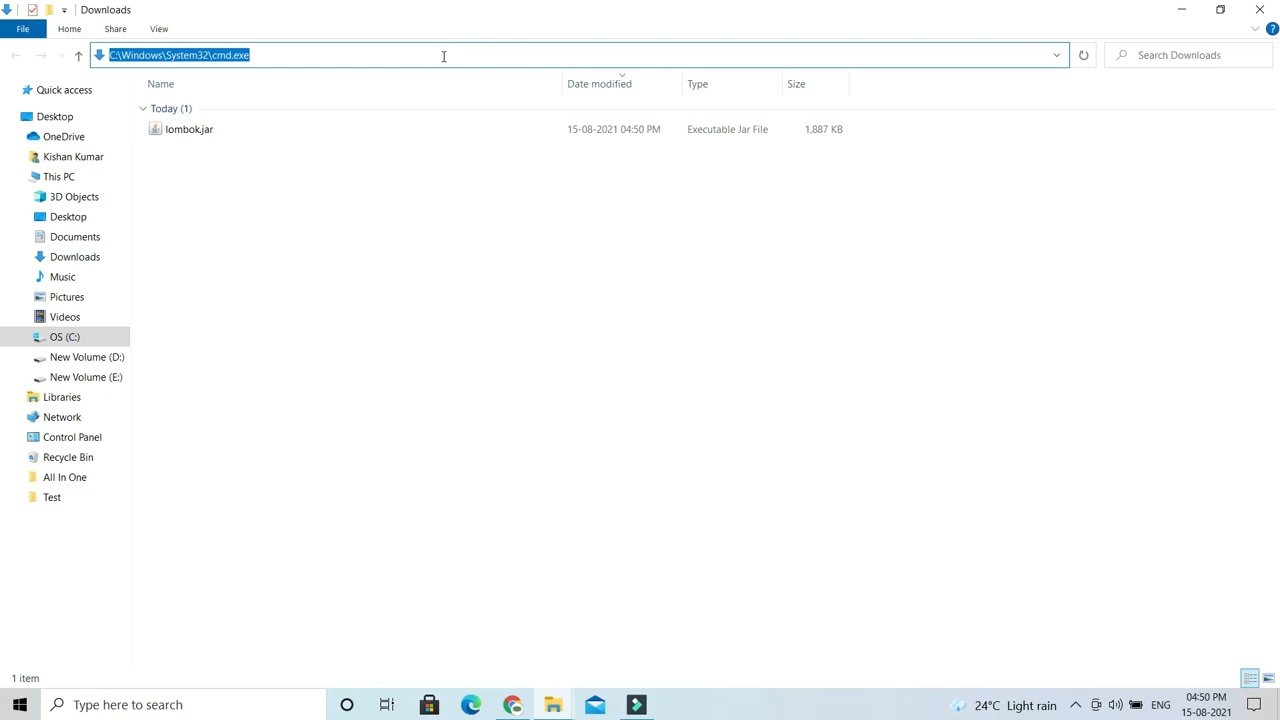 Downloads
File Home Share View
C:\Windows\System32\cmd.exe
Search Downloads
Name Date modified Type Size
Today (1)
lombok.jar 15-08-2021 04:50 PM Executable Jar File 1,887 KB
Quick access
Desktop
OneDrive
Kishan Kumar
This PC
3D Objects
Desktop
Documents
Downloads
Music
Pictures
Videos
OS (C:)
New Volume (D:)
New Volume (E:)
Libraries
Network
Control Panel
Recycle Bin
All In One
Test
1 item
Type here to search
24°C Light rain
ENG
04:50 PM
15-08-2021